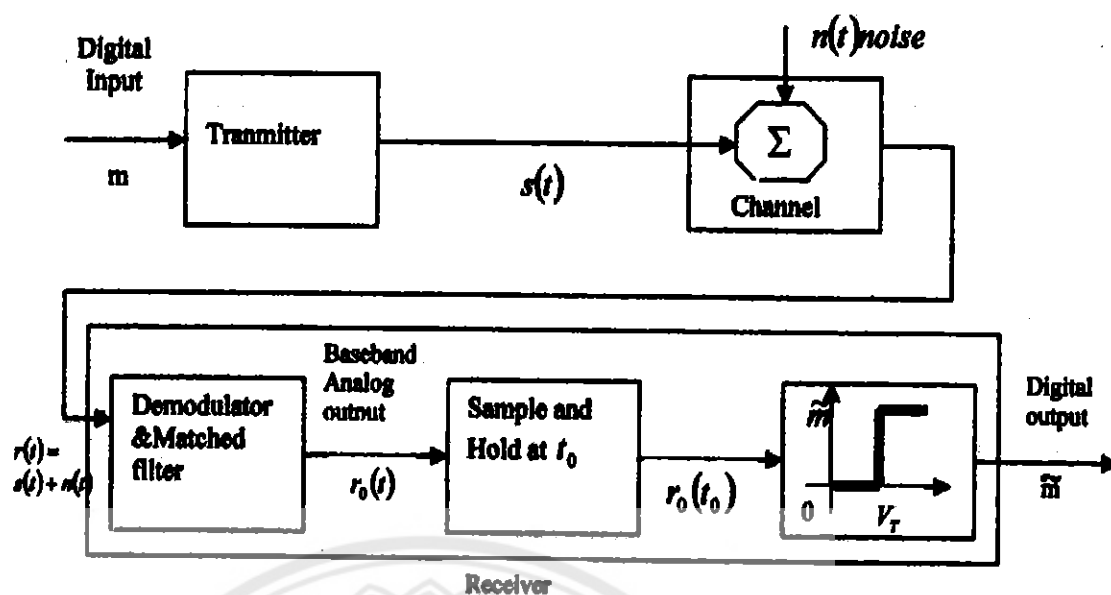 Digital
Input
m
Tranmitter
s(t)
n(t)noise
Σ
Channel
r(t) =
s(t) + n(t)
Demodulator
&Matched
filter
Baseband
Analog
output
r₀(t)
Sample and
Hold at t₀
r₀(t₀)
m̃
0
V_T
Digital
output
m̃
Receiver